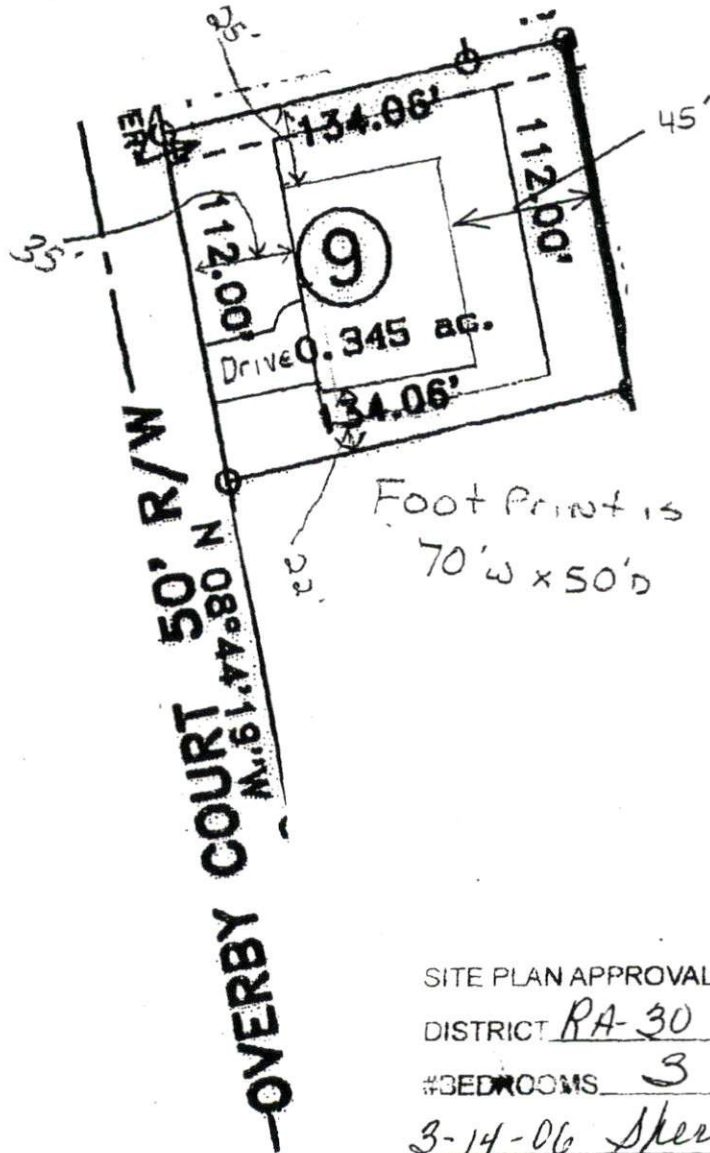 25'
134.06'
45'
112.00'
35'
112.00'
9
Drive 0.345 ac.
134.06'
22'
Foot Print is
70'W x 50'D
OVERBY COURT 50' R/W
N 08°44'19"W
SITE PLAN APPROVAL
DISTRICT RA-30
#BEDROOMS 3
3-14-06